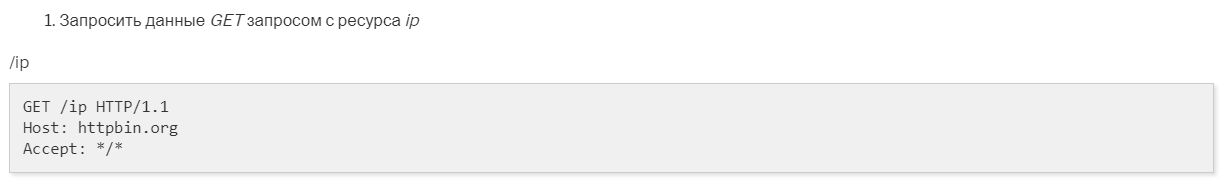 1. Запросить данные GET запросом с ресурса ip
/ip
GET /ip HTTP/1.1
Host: httpbin.org
Accept: */*